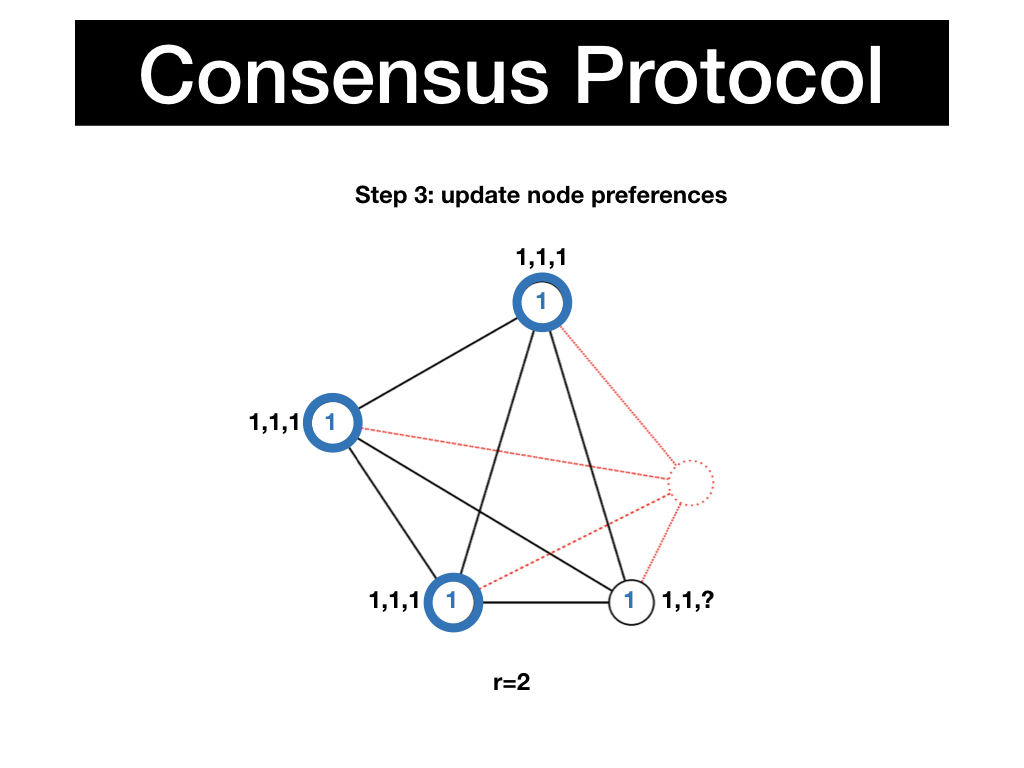 Consensus Protocol
Step 3: update node preferences
1,1,1
1
1,1,1 1
1,1,1 1
1 1,1,?
r=2